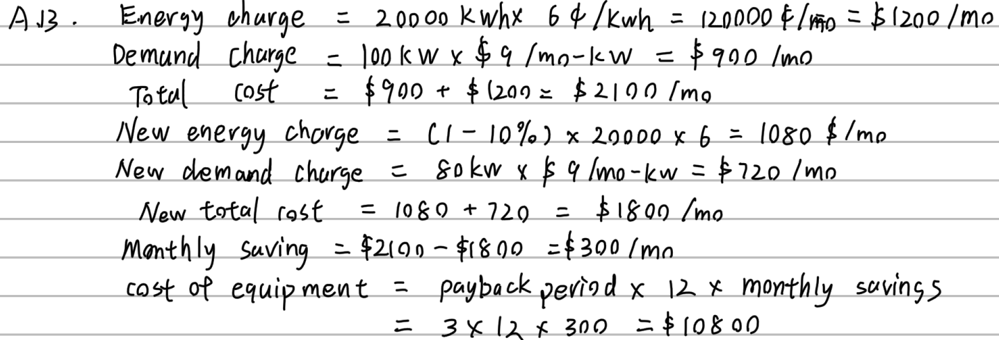 A.13. Energy charge = 20000 kWhx 6 ¢/kwh = 120000 ¢/mo = $1200/mo
Demand charge = 100 kW x $9/mo-kW = $900/mo
Total cost = $900 + $1200 = $2100/mo
New energy charge = (1-10%) x 20000 x 6 = 1080 $/mo
New demand charge = 80kw x $9/mo-kw = $720/mo
New total cost = 1080 + 720 = $1800/mo
Monthly saving = $2100 - $1800 = $300/mo
cost of equipment = payback period x 12 x monthly savings
= 3 x 12 x 300 = $10800